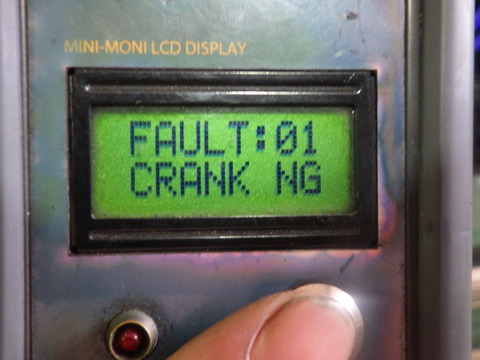 MINI-MONI LCD DISPLAY
FAULT:01
CRANK NG